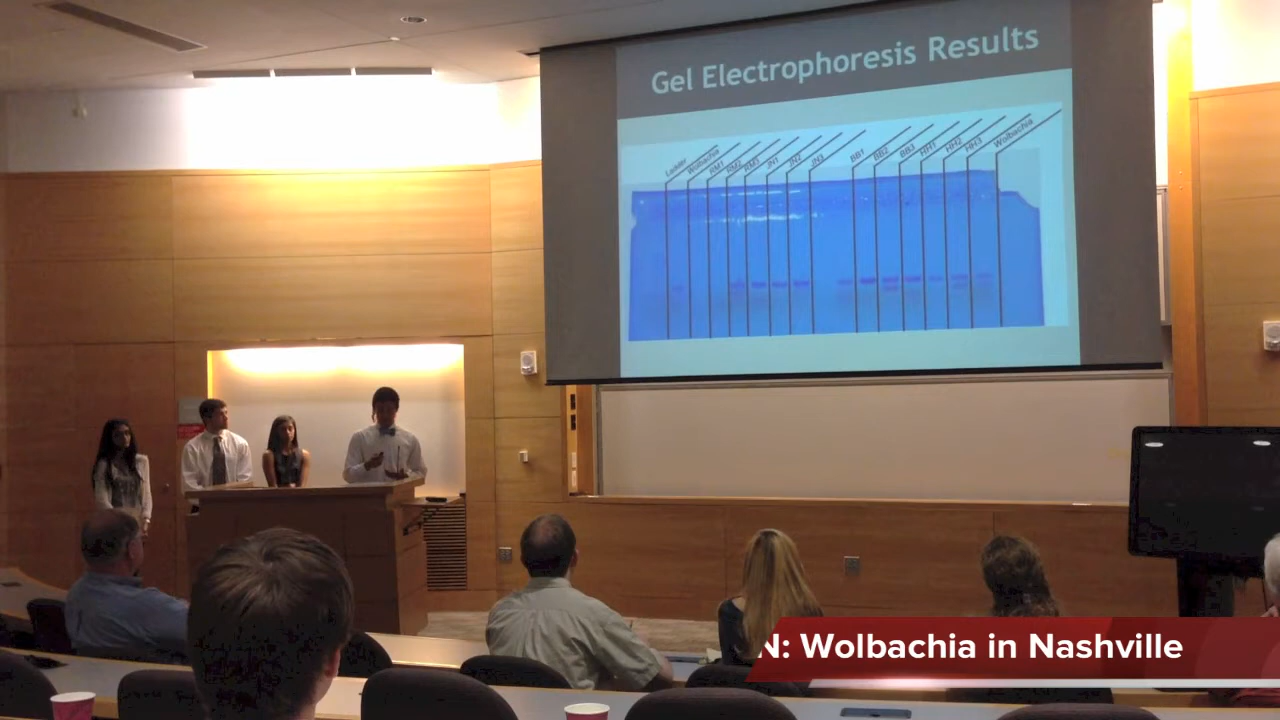 Gel Electrophoresis Results
Ladder
Wolbachia
RM1
RM2
RM3
JN1
JN2
JN3
BB1
BB2
BB3
HH1
HH2
HH3
Wolbachia
N: Wolbachia in Nashville